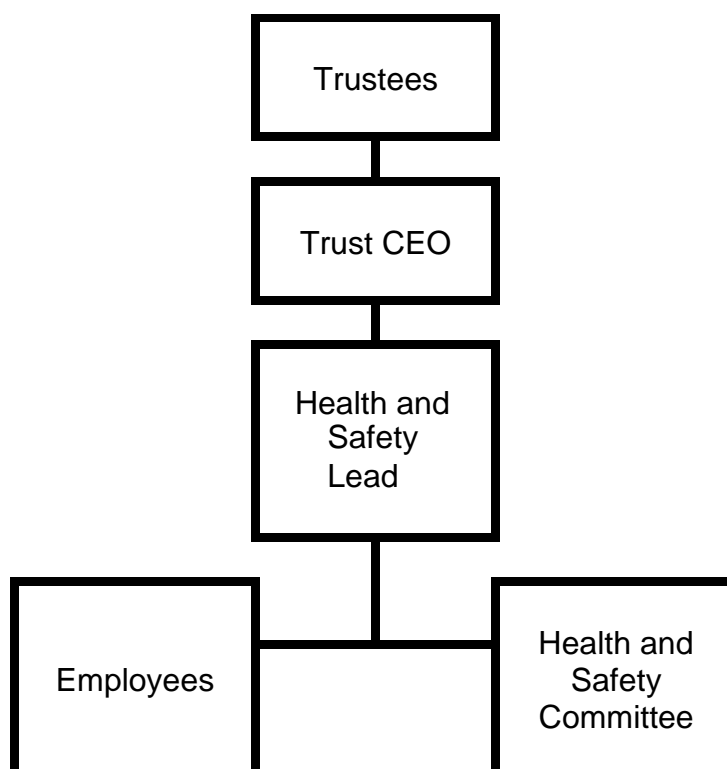 Trustees
Trust CEO
Health and
Safety
Lead
Employees
Health and
Safety
Committee